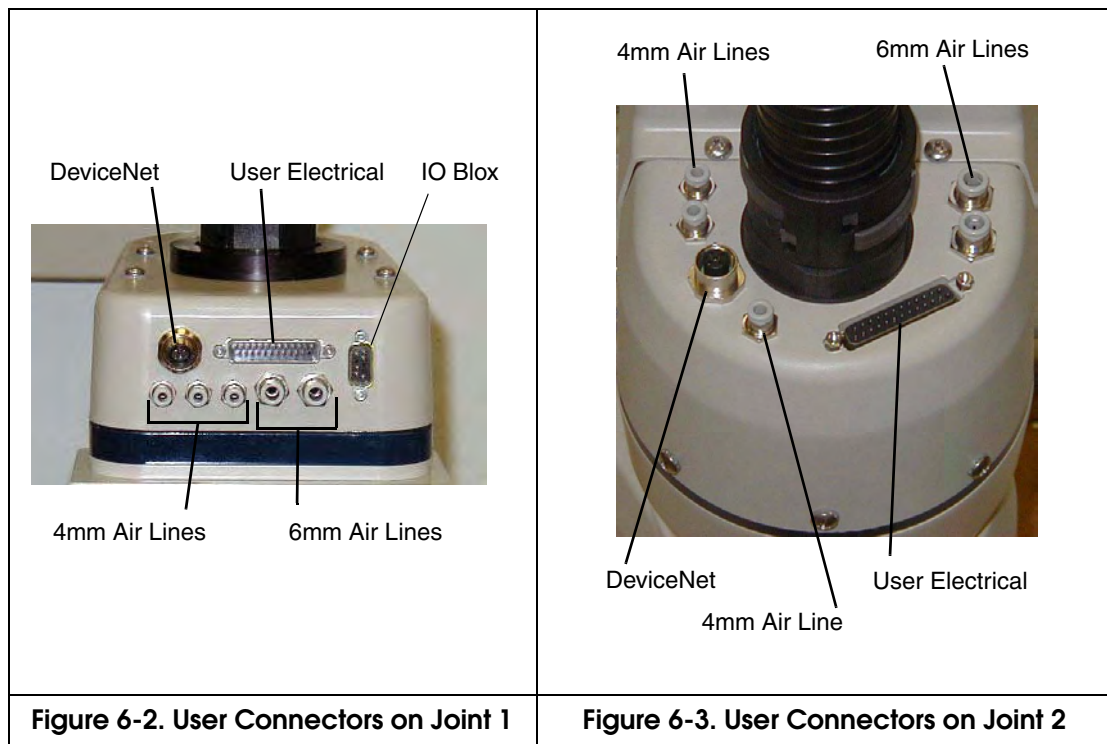 DeviceNet
User Electrical
IO Blox
4mm Air Lines
6mm Air Lines
Figure 6-2. User Connectors on Joint 1
4mm Air Lines
6mm Air Lines
DeviceNet
User Electrical
4mm Air Line
Figure 6-3. User Connectors on Joint 2